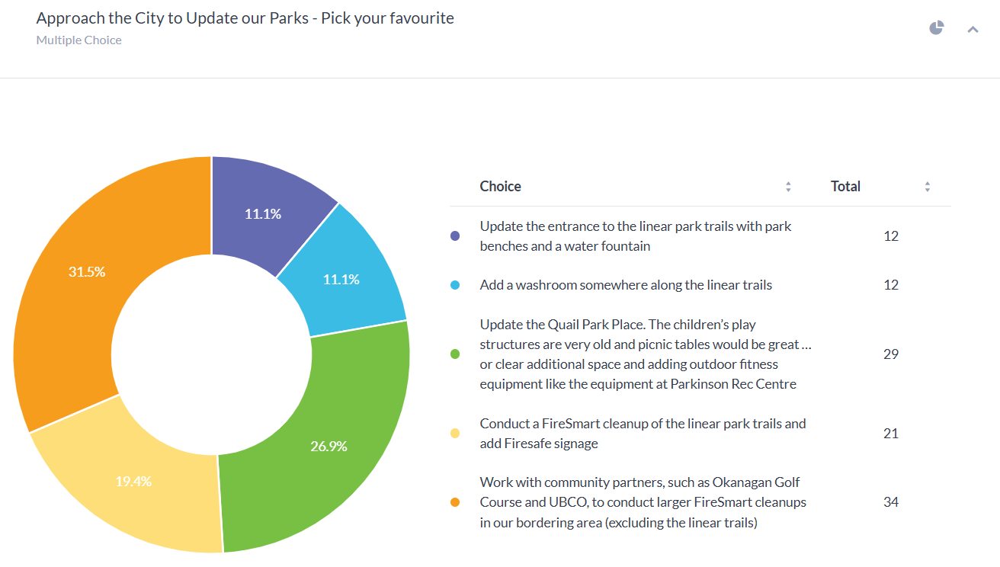 Approach the City to Update our Parks - Pick your favourite
Multiple Choice
11.1%
11.1%
31.5%
26.9%
19.4%
Choice
Total
Update the entrance to the linear park trails with park
benches and a water fountain
12
Add a washroom somewhere along the linear trails
12
Update the Quail Park Place. The children’s play
structures are very old and picnic tables would be great ...
or clear additional space and adding outdoor fitness
equipment like the equipment at Parkinson Rec Centre
29
Conduct a FireSmart cleanup of the linear park trails and
add Firesafe signage
21
Work with community partners, such as Okanagan Golf
Course and UBCO, to conduct larger FireSmart cleanups
in our bordering area (excluding the linear trails)
34